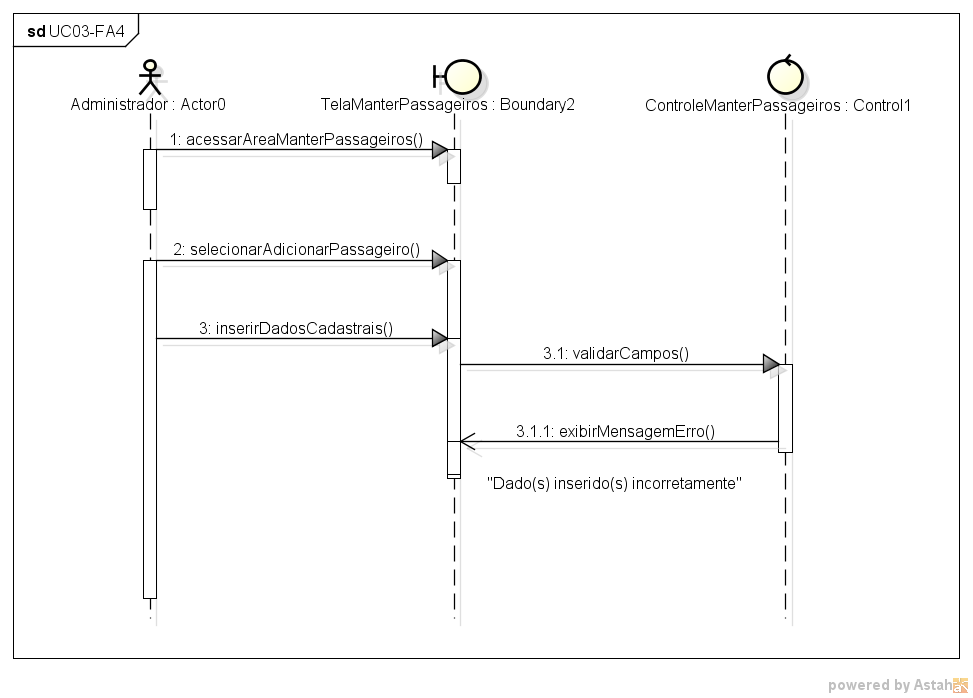 sd UC03-FA4
Administrador : Actor0
TelaManterPassageiros : Boundary2
ControleManterPassageiros : Control1
1: acessarAreaManterPassageiros()
2: selecionarAdicionarPassageiro()
3: inserirDadosCadastrais()
3.1: validarCampos()
3.1.1: exibirMensagemErro()
"Dado(s) inserido(s) incorretamente"
powered by Astah